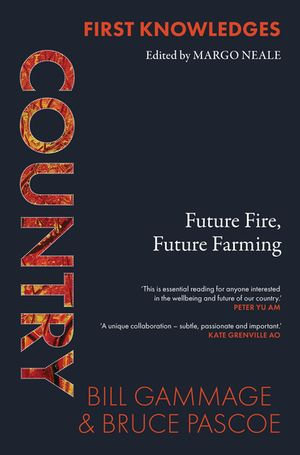 FIRST KNOWLEDGES
Edited by MARGO NEALE
COUNTRY
Future Fire,
Future Farming
‘This is essential reading for anyone interested
in the wellbeing and future of our country.’
PETER YU AM
‘A unique collaboration – subtle, passionate and important.’
KATE GRENVILLE AO
BILL GAMMAGE
& BRUCE PASCOE